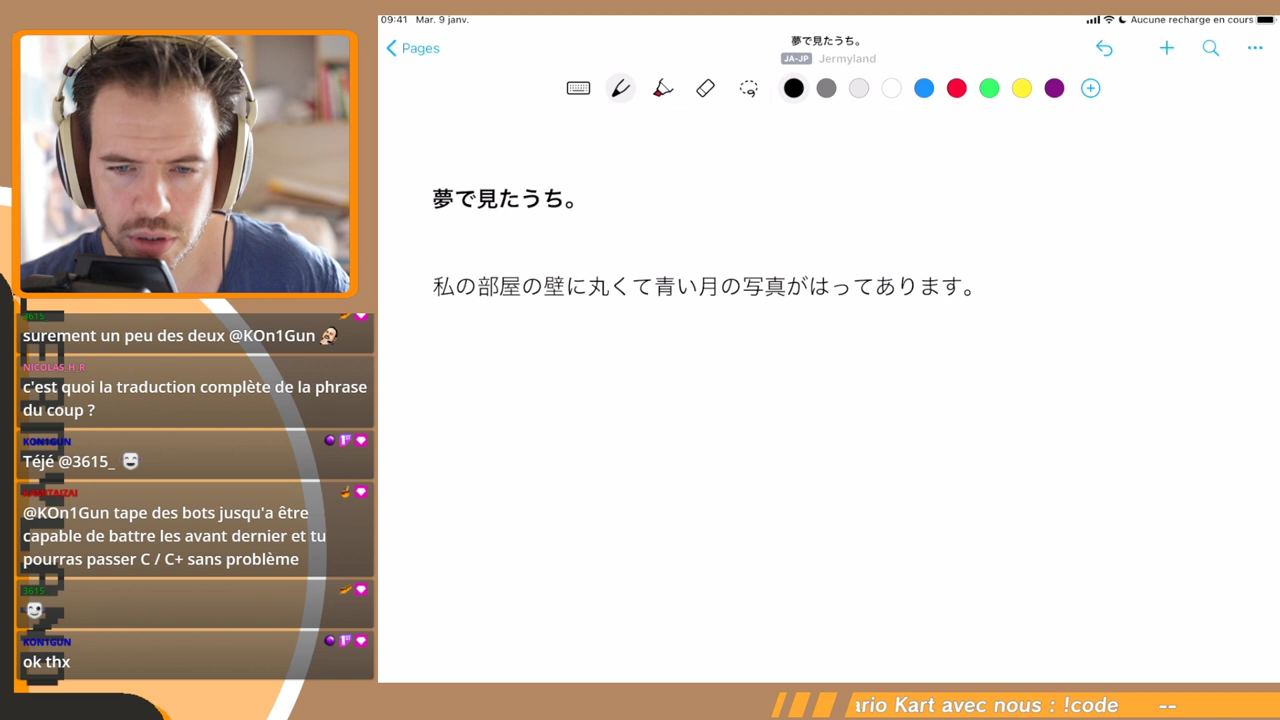 09:41 Mar. 9 janv.
Aucune recharge en cours
Pages
夢で見たうち。
JA-JP Jermyland
夢で見たうち。
私の部屋の壁に丸くて青い月の写真がはってあります。
3615
surement un peu des deux @KOn1Gun
NICOLAS H R
c'est quoi la traduction complète de la phrase
du coup ?
KON1GUN
Téjé @3615_
@KOn1Gun tape des bots jusqu'a être
capable de battre les avant dernier et tu
pourras passer C / C+ sans problème
3615
KON1GUN
ok thx
ario Kart avec nous : !code --